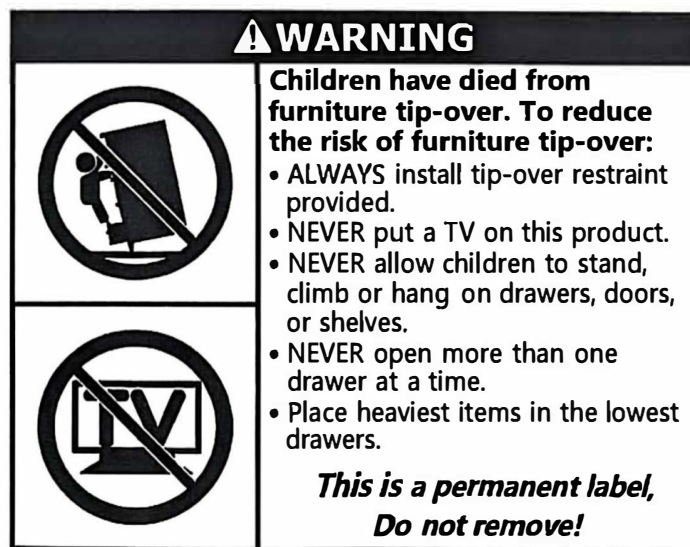 ⚠ WARNING
Children have died from
furniture tip-over. To reduce
the risk of furniture tip-over:
• ALWAYS install tip-over restraint
provided.
• NEVER put a TV on this product.
• NEVER allow children to stand,
climb or hang on drawers, doors,
or shelves.
• NEVER open more than one
drawer at a time.
• Place heaviest items in the lowest
drawers.
This is a permanent label,
Do not remove!
TV